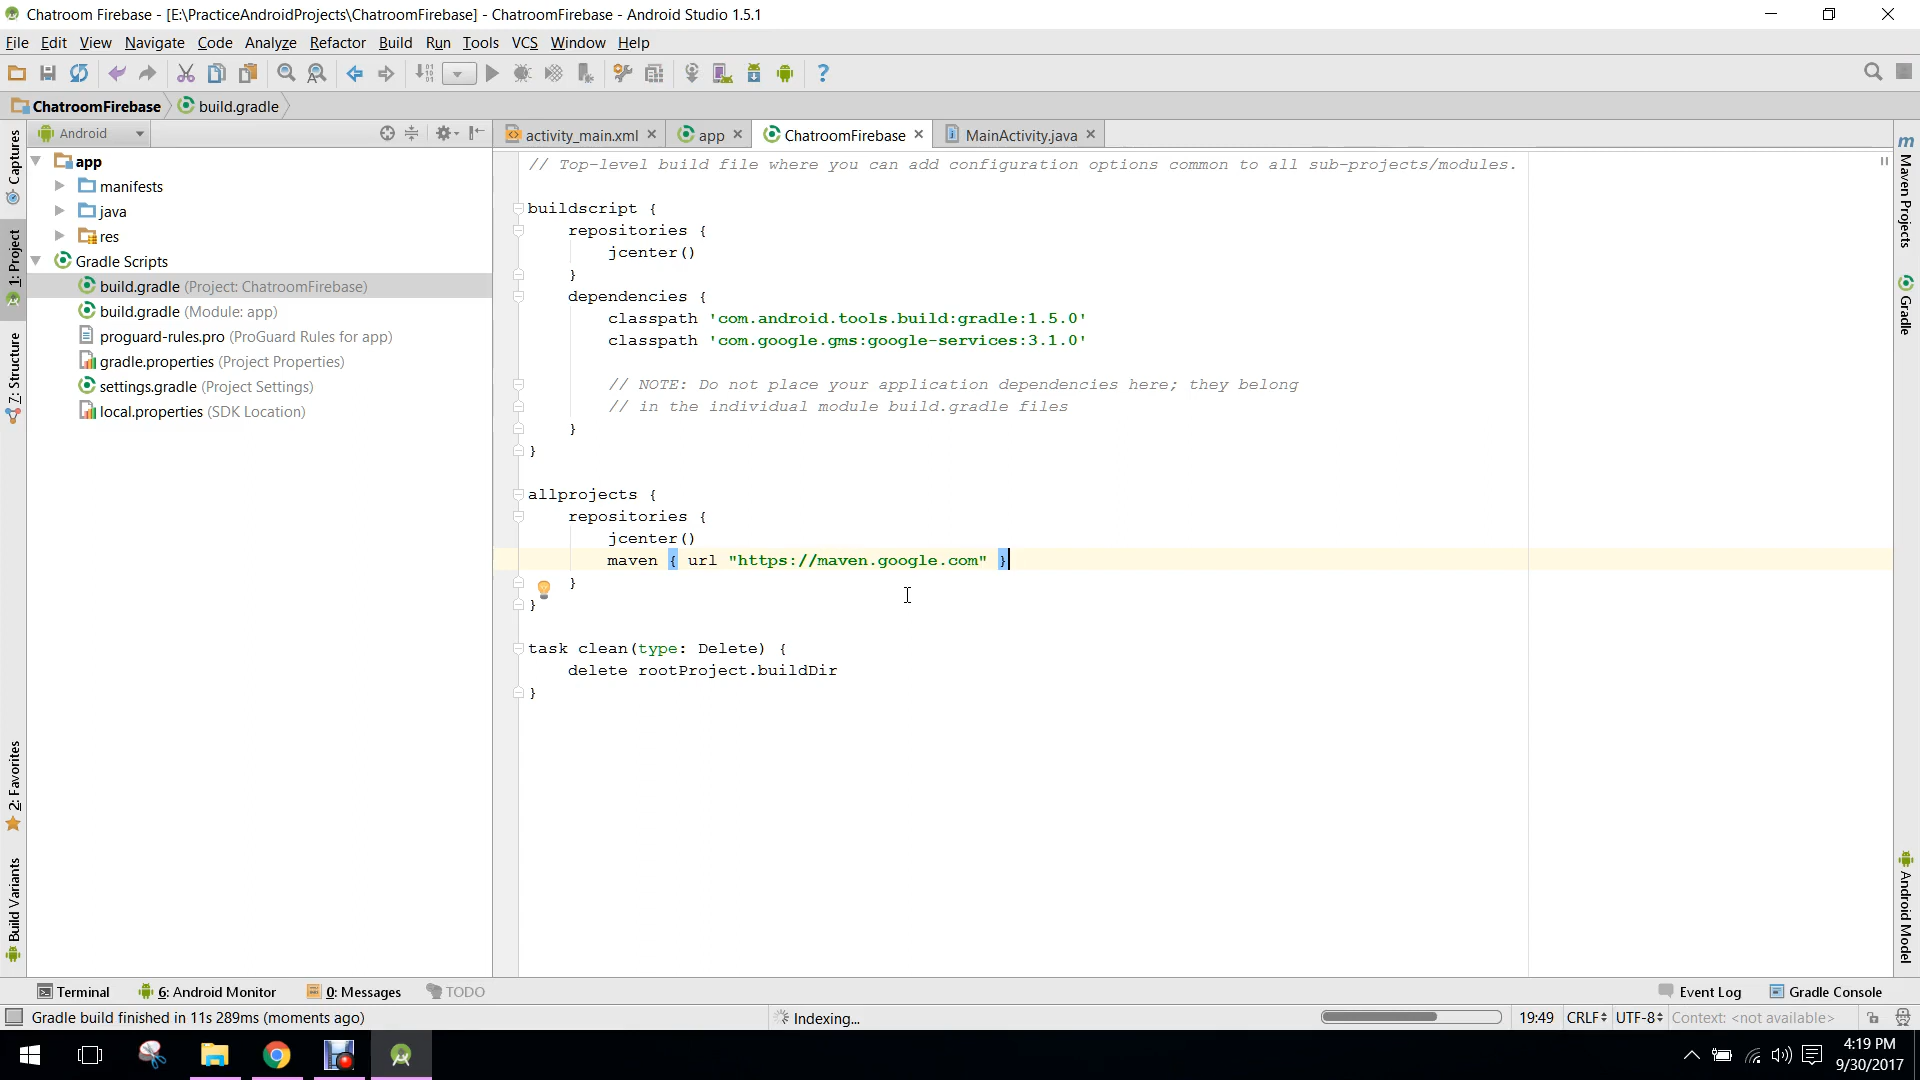 Chatroom Firebase - [E:\PracticeAndroidProjects\ChatroomFirebase] - ChatroomFirebase - Android Studio 1.5.1
File Edit View Navigate Code Analyze Refactor Build Run Tools VCS Window Help
ChatroomFirebase build.gradle
Android
activity_main.xml app ChatroomFirebase MainActivity.java
Captures
1: Project
7: Structure
2: Favorites
Build Variants
app
manifests
java
res
Gradle Scripts
build.gradle (Project: ChatroomFirebase)
build.gradle (Module: app)
proguard-rules.pro (ProGuard Rules for app)
gradle.properties (Project Properties)
settings.gradle (Project Settings)
local.properties (SDK Location)
// Top-level build file where you can add configuration options common to all sub-projects/modules.
buildscript {
repositories {
jcenter()
}
dependencies {
classpath 'com.android.tools.build:gradle:1.5.0'
classpath 'com.google.gms:google-services:3.1.0'
// NOTE: Do not place your application dependencies here; they belong
// in the individual module build.gradle files
}
}
allprojects {
repositories {
jcenter()
maven { url "https://maven.google.com" }
}
}
task clean(type: Delete) {
delete rootProject.buildDir
}
m Maven Projects
Gradle
Android Model
Terminal 6: Android Monitor 0: Messages TODO Event Log Gradle Console
Gradle build finished in 11s 289ms (moments ago) Indexing... 19:49 CRLF UTF-8 Context: <not available>
4:19 PM
9/30/2017